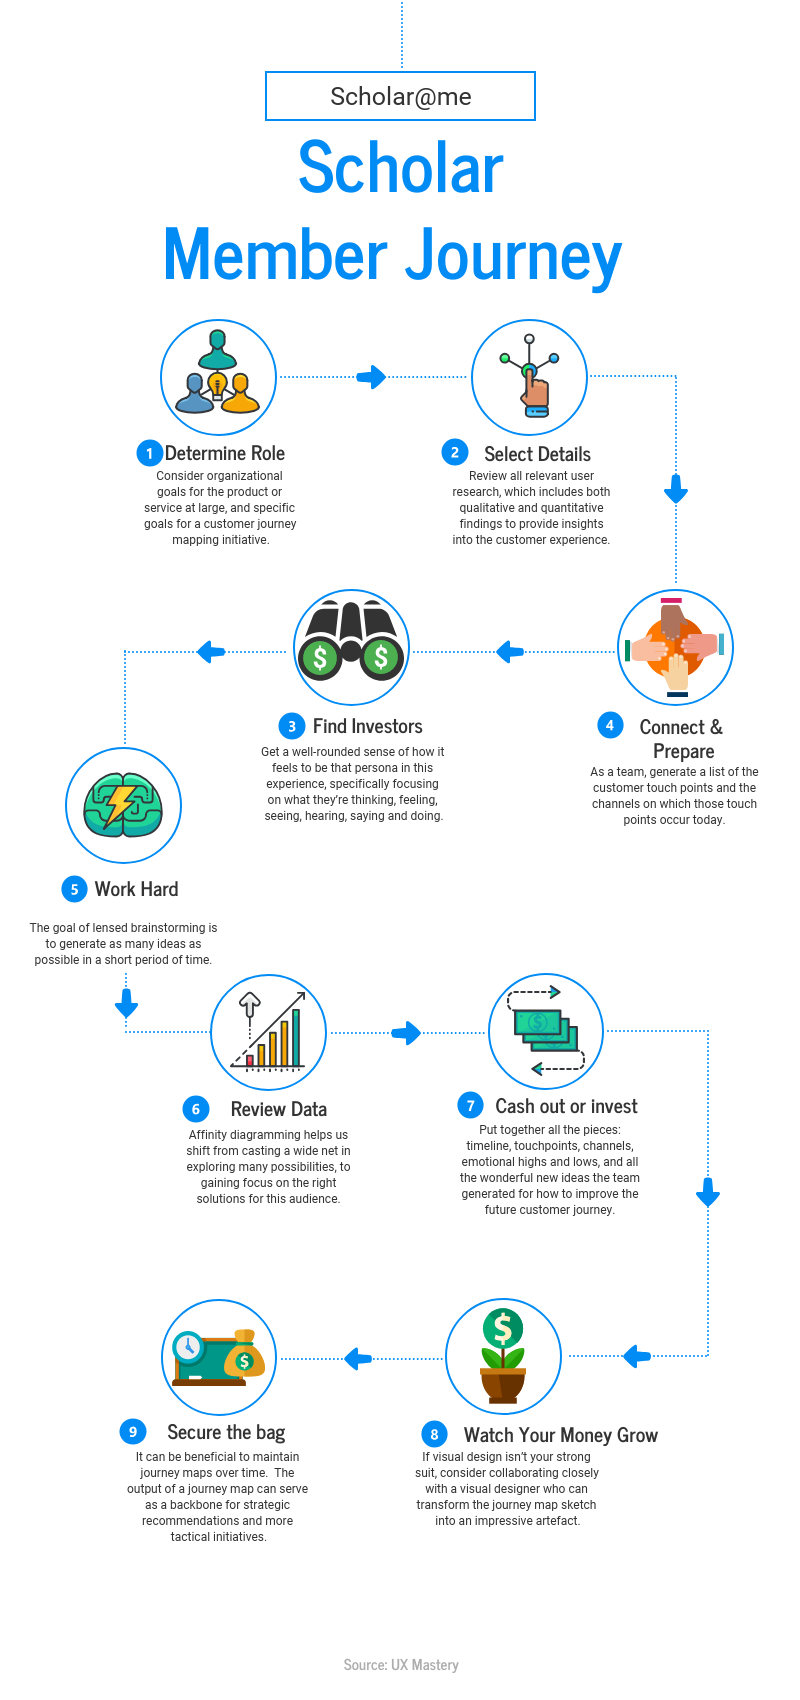 Scholar@me
Scholar
Member Journey
1 Determine Role
Consider organizational
goals for the product or
service at large, and specific
goals for a customer journey
mapping initiative.
2 Select Details
Review all relevant user
research, which includes both
qualitative and quantitative
findings to provide insights
into the customer experience.
3 Find Investors
Get a well-rounded sense of how it
feels to be that persona in this
experience, specifically focusing
on what they're thinking, feeling,
seeing, hearing, saying and doing.
4 Connect &
Prepare
As a team, generate a list of the
customer touch points and the
channels on which those touch
points occur today.
5 Work Hard
The goal of lensed brainstorming is
to generate as many ideas as
possible in a short period of time.
6 Review Data
Affinity diagramming helps us
shift from casting a wide net in
exploring many possibilities, to
gaining focus on the right
solutions for this audience.
7 Cash out or invest
Put together all the pieces:
timeline, touchpoints, channels,
emotional highs and lows, and all
the wonderful new ideas the team
generated for how to improve the
future customer journey.
8 Watch Your Money Grow
If visual design isn't your strong
suit, consider collaborating closely
with a visual designer who can
transform the journey map sketch
into an impressive artefact.
9 Secure the bag
It can be beneficial to maintain
journey maps over time.  The
output of a journey map can serve
as a backbone for strategic
recommendations and more
tactical initiatives.
Source: UX Mastery